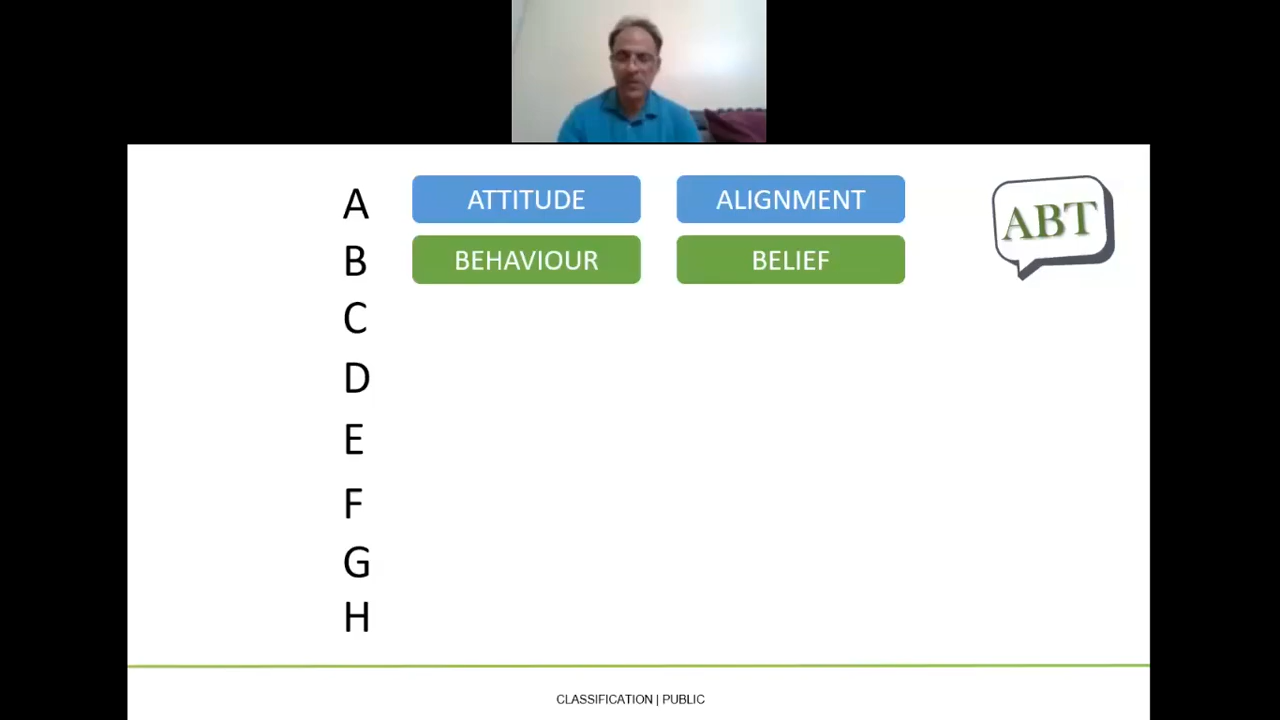 A ATTITUDE ALIGNMENT
ABT
B BEHAVIOUR BELIEF
C
D
E
F
G
H
CLASSIFICATION | PUBLIC